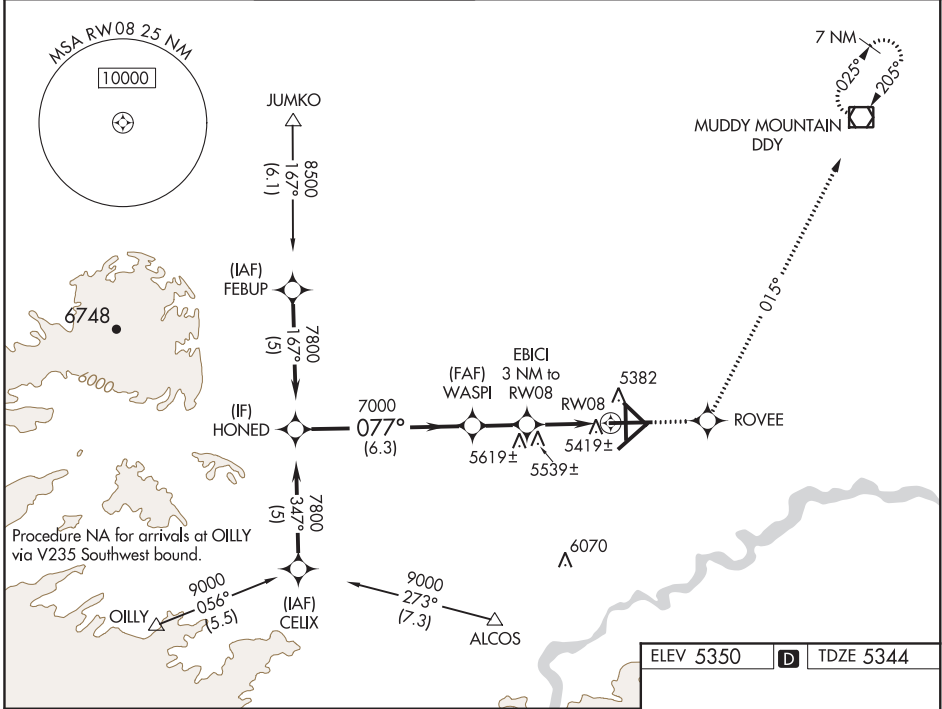 MSA RW08 25 NM
10000
7 NM
025°
205°
MUDDY MOUNTAIN
DDY
JUMKO
8500
167°
(6.1)
(IAF)
FEBUP
6748
6000
7800
167°
(5)
015°
EBICI
3 NM to
RW08
(FAF)
WASPI
5382
RW08
(IF)
HONED
7000
077°
(6.3)
ROVEE
5419±
5619±
5539±
7800
347°
(5)
Procedure NA for arrivals at OILLY
via V235 Southwest bound.
6070
9000
056°
(5.5)
OILLY
(IAF)
CELIX
9000
273°
(7.3)
ALCOS
ELEV 5350
D
TDZE 5344